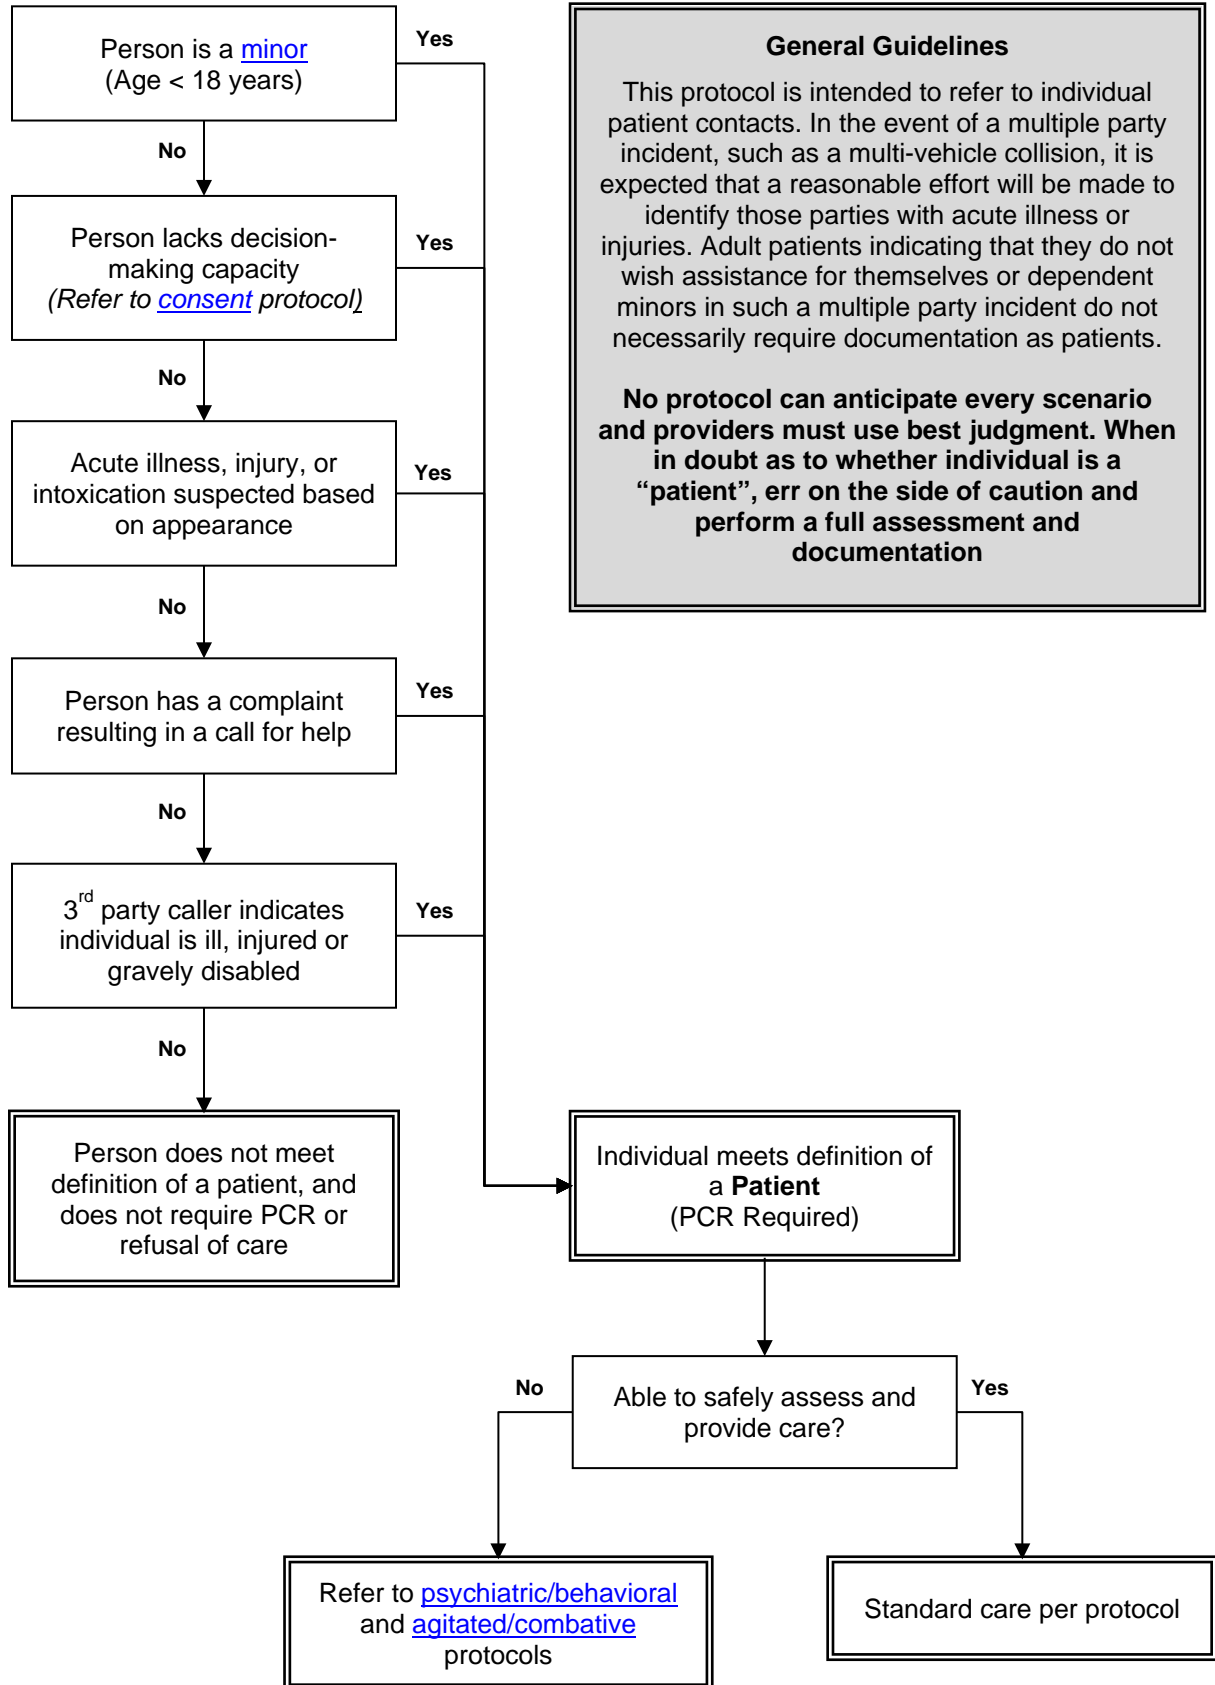 Person is a minor
(Age < 18 years)
Yes
No
Person lacks decision-
making capacity
(Refer to consent protocol)
Yes
No
Acute illness, injury, or
intoxication suspected based
on appearance
Yes
No
Person has a complaint
resulting in a call for help
Yes
No
3rd party caller indicates
individual is ill, injured or
gravely disabled
Yes
No
Person does not meet
definition of a patient, and
does not require PCR or
refusal of care
General Guidelines
This protocol is intended to refer to individual
patient contacts. In the event of a multiple party
incident, such as a multi-vehicle collision, it is
expected that a reasonable effort will be made to
identify those parties with acute illness or
injuries. Adult patients indicating that they do not
wish assistance for themselves or dependent
minors in such a multiple party incident do not
necessarily require documentation as patients.
No protocol can anticipate every scenario
and providers must use best judgment. When
in doubt as to whether individual is a
“patient”, err on the side of caution and
perform a full assessment and
documentation
Individual meets definition of
a Patient
(PCR Required)
Able to safely assess and
provide care?
No
Yes
Refer to psychiatric/behavioral
and agitated/combative
protocols
Standard care per protocol